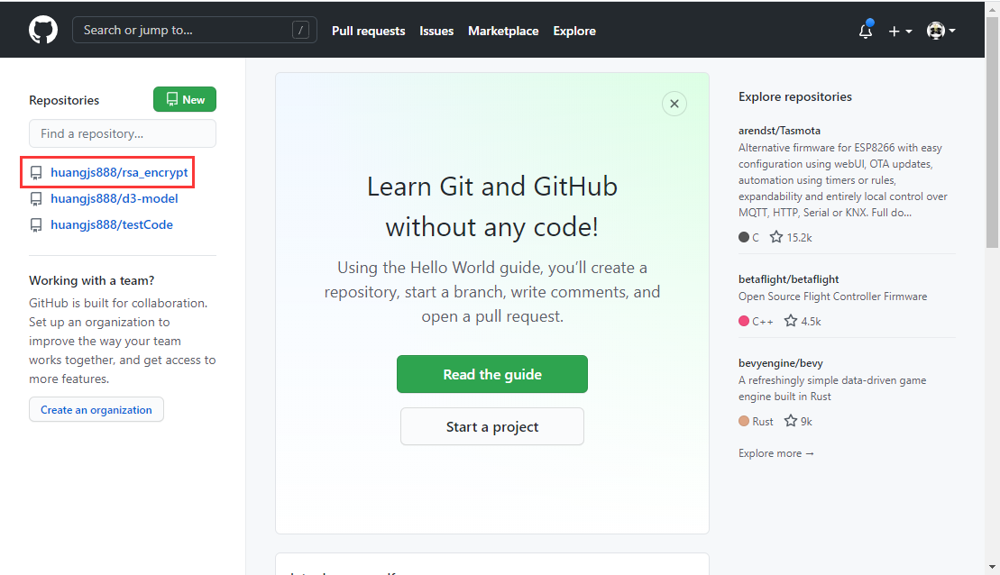 Search or jump to... /
Pull requests
Issues
Marketplace
Explore
Repositories
New
Find a repository...
huangjs888/rsa_encrypt
huangjs888/d3-model
huangjs888/testCode
Working with a team?
GitHub is built for collaboration.
Set up an organization to
improve the way your team
works together, and get access to
more features.
Create an organization
Learn Git and GitHub
without any code!
Using the Hello World guide, you’ll create a
repository, start a branch, write comments, and
open a pull request.
Read the guide
Start a project
Explore repositories
arendst/Tasmota
Alternative firmware for ESP8266 with easy
configuration using webUI, OTA updates,
automation using timers or rules,
expandability and entirely local control over
MQTT, HTTP, Serial or KNX. Full do...
C 15.2k
betaflight/betaflight
Open Source Flight Controller Firmware
C++ 4.5k
bevyengine/bevy
A refreshingly simple data-driven game
engine built in Rust
Rust 9k
Explore more →